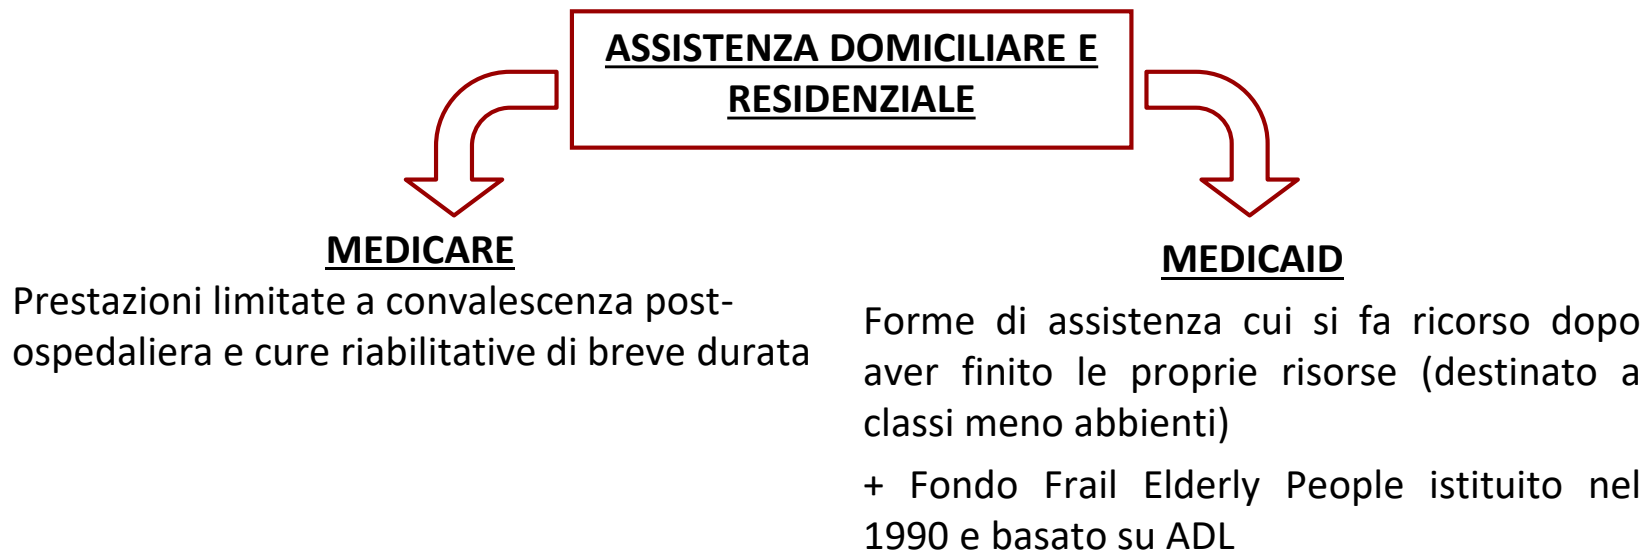 ASSISTENZA DOMICILIARE E
RESIDENZIALE
MEDICARE
Prestazioni limitate a convalescenza post-
ospedaliera e cure riabilitative di breve durata
MEDICAID
Forme di assistenza cui si fa ricorso dopo
aver finito le proprie risorse (destinato a
classi meno abbienti)
+ Fondo Frail Elderly People istituito nel
1990 e basato su ADL